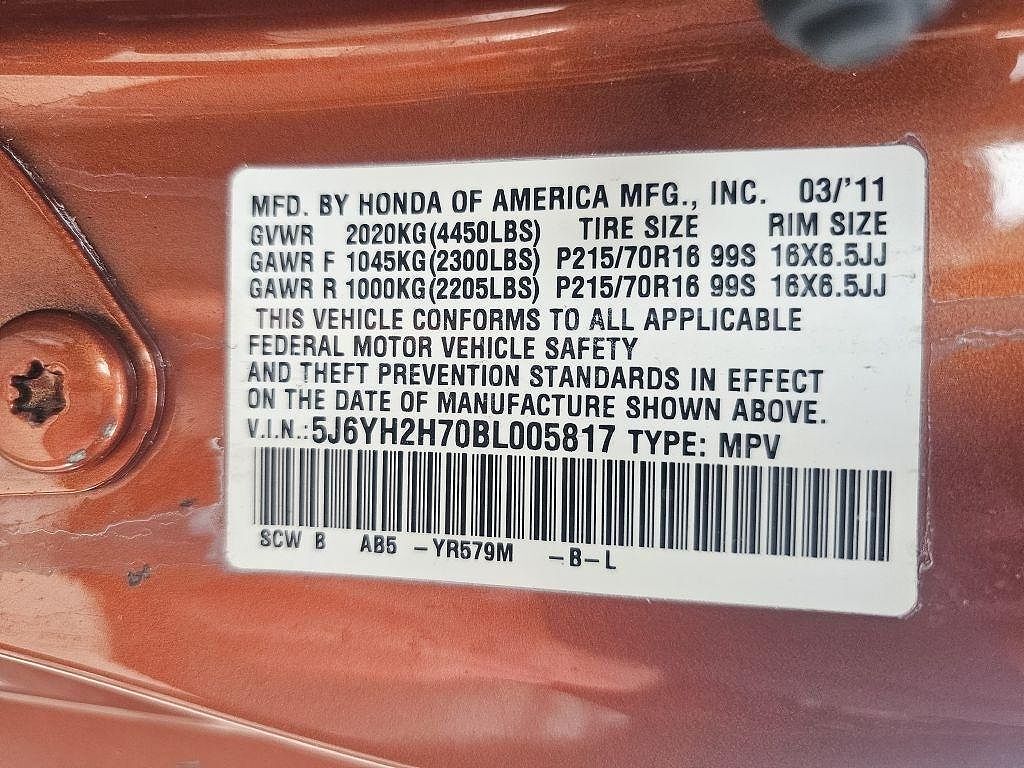 MFD. BY HONDA OF AMERICA MFG., INC. 03/'11
GVWR 2020KG(4450LBS) TIRE SIZE RIM SIZE
GAWR F 1045KG(2300LBS) P215/70R16 99S 16X6.5JJ
GAWR R 1000KG(2205LBS) P215/70R16 99S 16X6.5JJ
THIS VEHICLE CONFORMS TO ALL APPLICABLE
FEDERAL MOTOR VEHICLE SAFETY
AND THEFT PREVENTION STANDARDS IN EFFECT
ON THE DATE OF MANUFACTURE SHOWN ABOVE.
V.I.N.:5J6YH2H70BL005817 TYPE: MPV
SCW B AB5 -YR579M -B-L